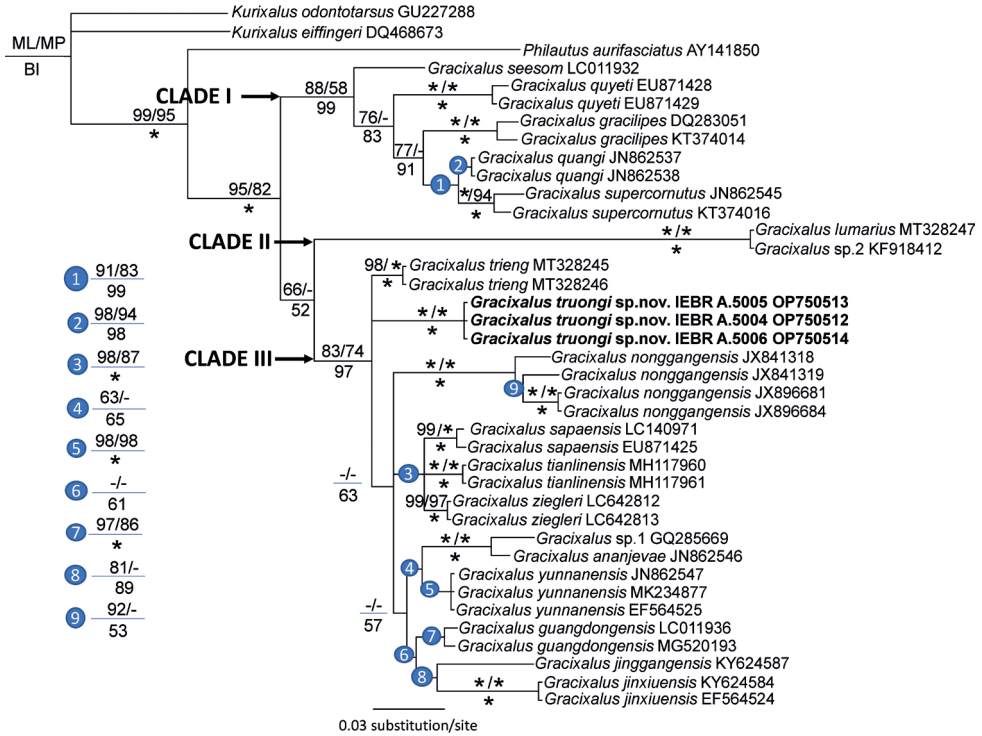 Kurixalus odontotarsus GU227288
ML/MP
Kurixalus eiffingeri DQ468673
BI
Philautus aurifasciatus AY141850
Gracixalus seesom LC011932
CLADE I
88/58
99
*/*
*
Gracixalus quyeti EU871428
Gracixalus quyeti EU871429
99/95
*
76/-
83
*/*
*
Gracixalus gracilipes DQ283051
Gracixalus gracilipes KT374014
77/-
91
2
Gracixalus quangi JN862537
Gracixalus quangi JN862538
1
*/94
*
Gracixalus supercornutus JN862545
Gracixalus supercornutus KT374016
95/82
*
CLADE II
*/*
*
Gracixalus lumarius MT328247
Gracixalus sp.2 KF918412
98/*
*
Gracixalus trieng MT328245
Gracixalus trieng MT328246
66/-
52
*/*
*
Gracixalus truongi sp.nov. IEBR A.5005 OP750513
Gracixalus truongi sp.nov. IEBR A.5004 OP750512
Gracixalus truongi sp.nov. IEBR A.5006 OP750514
CLADE III
83/74
97
*/*
*
9
Gracixalus nonggangensis JX841318
Gracixalus nonggangensis JX841319
*/*
*
Gracixalus nonggangensis JX896681
Gracixalus nonggangensis JX896684
99/*
*
Gracixalus sapaensis LC140971
Gracixalus sapaensis EU871425
3
*/*
*
Gracixalus tianlinensis MH117960
Gracixalus tianlinensis MH117961
-/-
63
99/97
*
Gracixalus ziegleri LC642812
Gracixalus ziegleri LC642813
*/*
*
Gracixalus sp.1 GQ285669
Gracixalus ananjevae JN862546
4
5
Gracixalus yunnanensis JN862547
Gracixalus yunnanensis MK234877
Gracixalus yunnanensis EF564525
-/-
57
7
Gracixalus guangdongensis LC011936
Gracixalus guangdongensis MG520193
6
8
Gracixalus jinggangensis KY624587
*/*
*
Gracixalus jinxiuensis KY624584
Gracixalus jinxiuensis EF564524
1 91/83
99
2 98/94
98
3 98/87
*
4 63/-
65
5 98/98
*
6 -/-
61
7 97/86
*
8 81/-
89
9 92/-
53
0.03 substitution/site